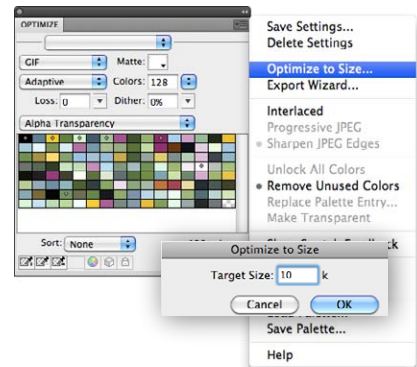 OPTIMIZE
GIF Matte:
Adaptive Colors: 128
Loss: 0 Dither: 0%
Alpha Transparency
Sort: None
Save Settings...
Delete Settings
Optimize to Size...
Export Wizard...
Interlaced
Progressive JPEG
Sharpen JPEG Edges
Unlock All Colors
Remove Unused Colors
Replace Palette Entry...
Make Transparent
Optimize to Size
Target Size: 10 k
Cancel OK
Save Palette...
Help